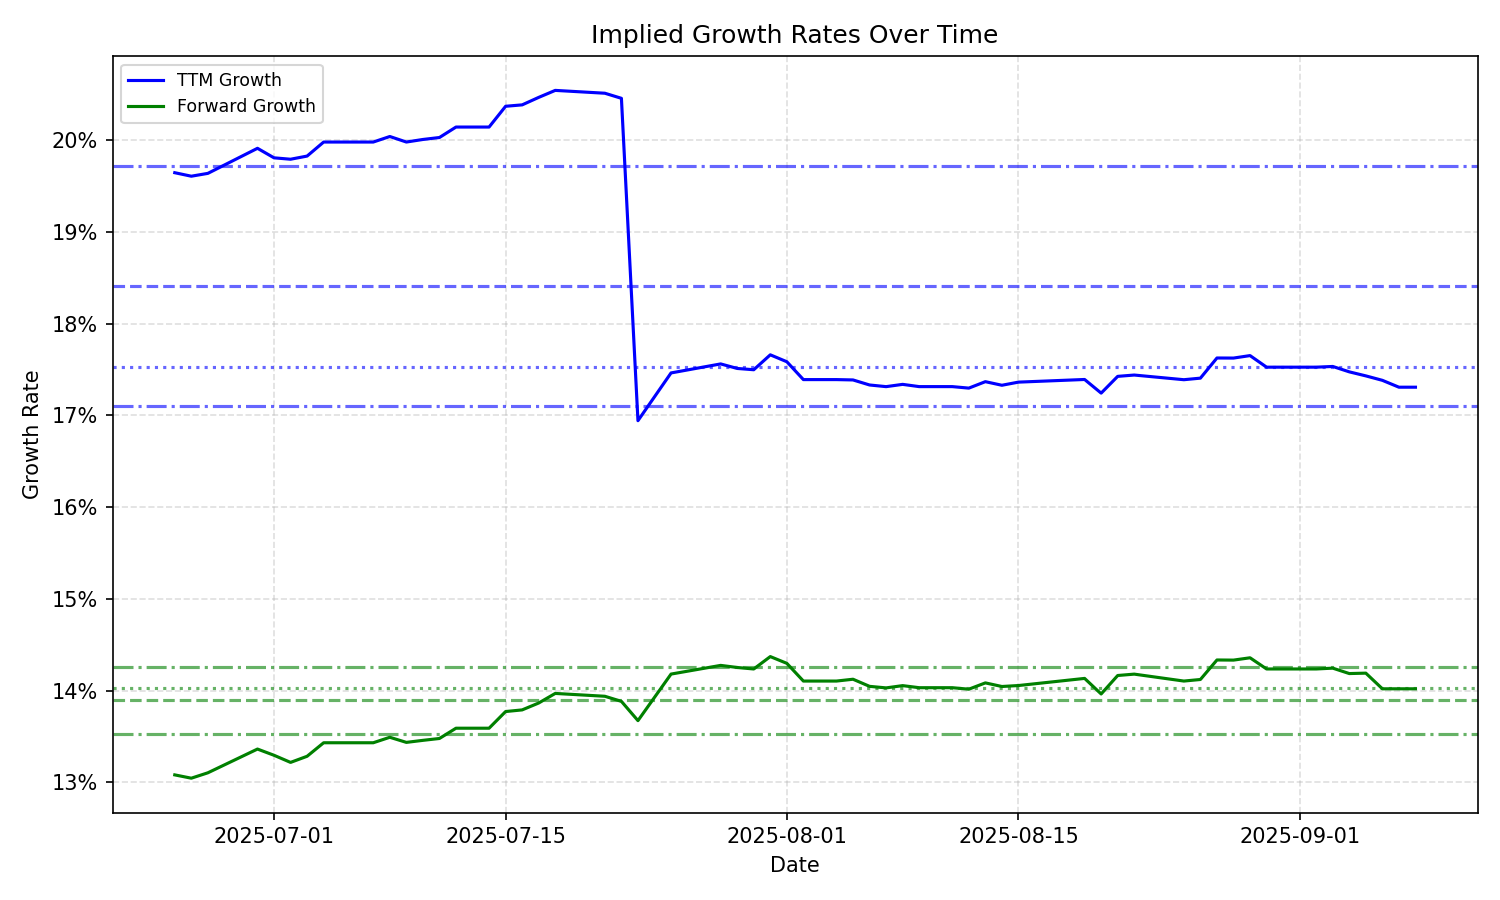 Implied Growth Rates Over Time
TTM Growth
Forward Growth
20%
19%
18%
17%
16%
15%
14%
13%
Growth Rate
2025-07-01
2025-07-15
2025-08-01
2025-08-15
2025-09-01
Date